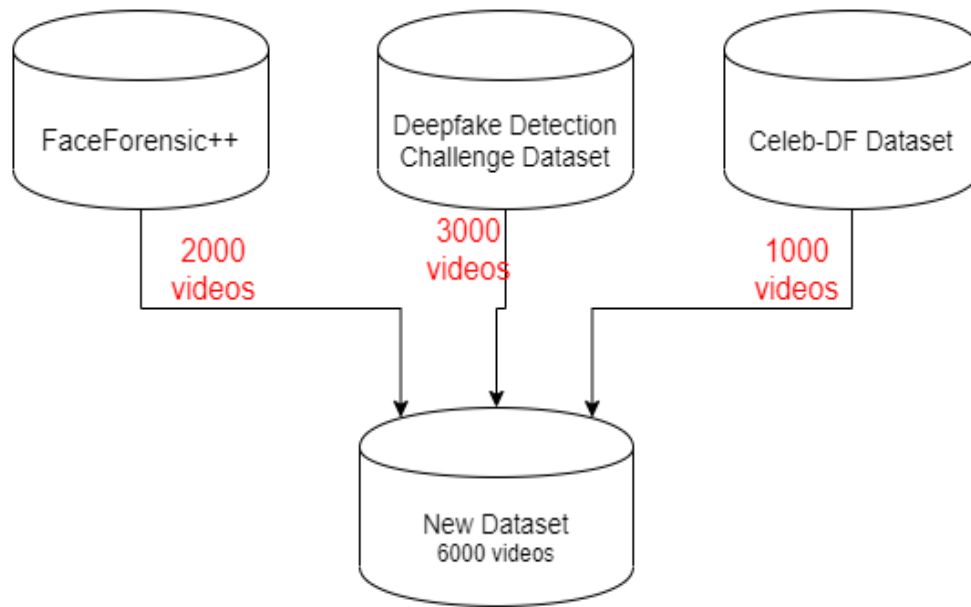 FaceForensic++
Deepfake Detection
Challenge Dataset
Celeb-DF Dataset
2000
videos
3000
videos
1000
videos
New Dataset
6000 videos